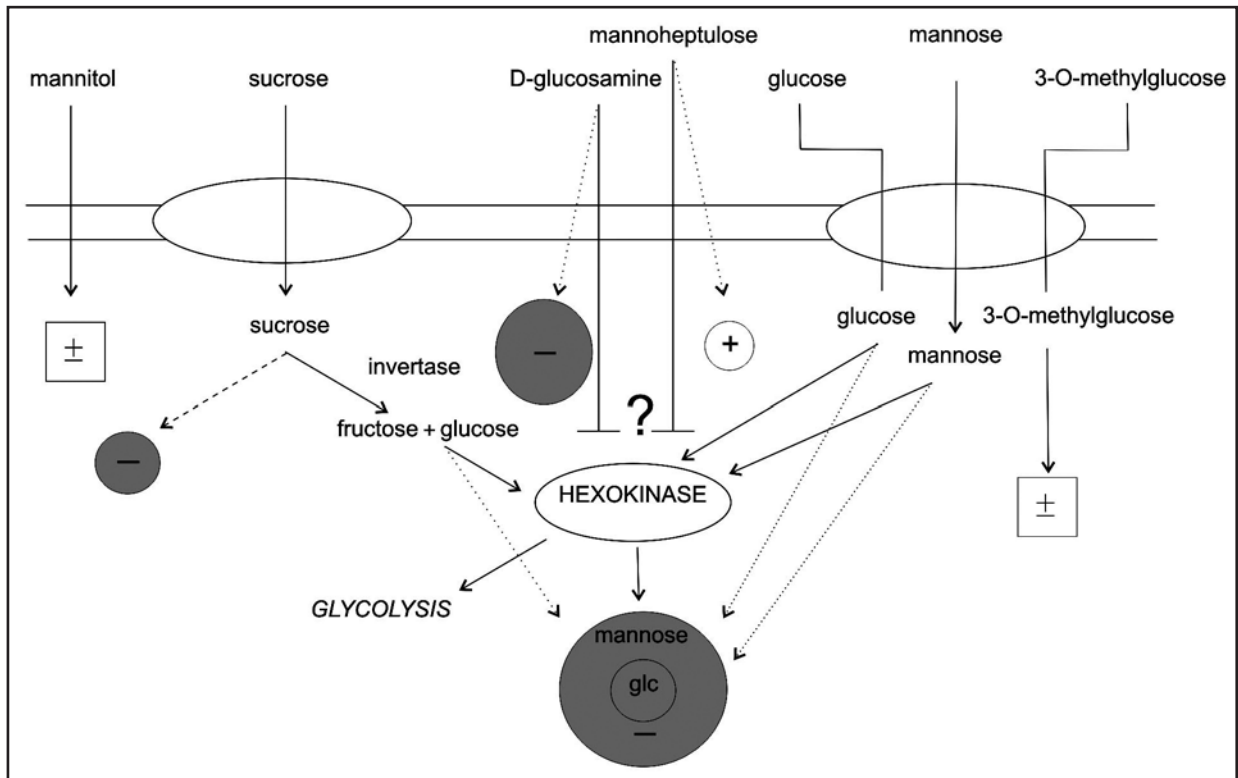 mannoheptulose
mannose
mannitol
sucrose
D-glucosamine
glucose
3-O-methylglucose
sucrose
glucose
3-O-methylglucose
±
−
+
mannose
invertase
?
fructose + glucose
−
HEXOKINASE
±
GLYCOLYSIS
mannose
glc
−